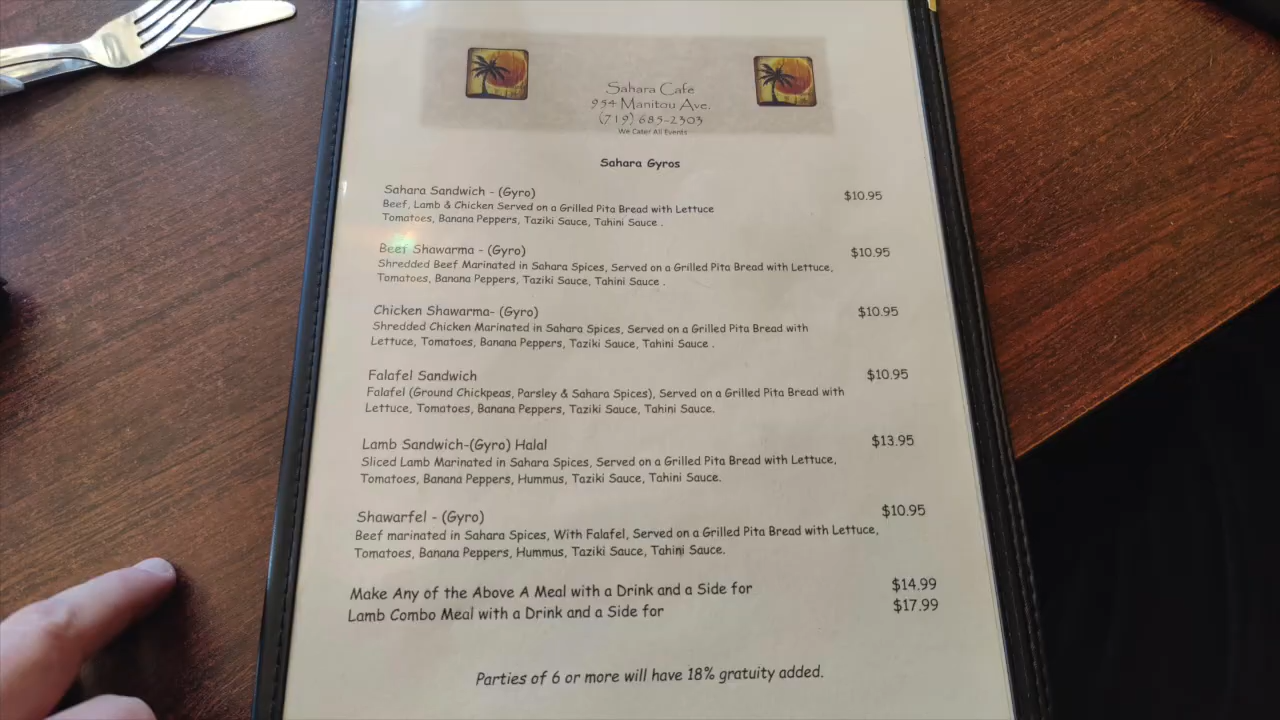 Sahara Cafe
954 Manitou Ave.
(719) 685-2303
We Cater All Events
Sahara Gyros
Sahara Sandwich - (Gyro) $10.95
Beef, Lamb & Chicken Served on a Grilled Pita Bread with Lettuce
Tomatoes, Banana Peppers, Taziki Sauce, Tahini Sauce .
Beef Shawarma - (Gyro) $10.95
Shredded Beef Marinated in Sahara Spices, Served on a Grilled Pita Bread with Lettuce,
Tomatoes, Banana Peppers, Taziki Sauce, Tahini Sauce .
Chicken Shawarma- (Gyro) $10.95
Shredded Chicken Marinated in Sahara Spices, Served on a Grilled Pita Bread with
Lettuce, Tomatoes, Banana Peppers, Taziki Sauce, Tahini Sauce .
Falafel Sandwich $10.95
Falafel (Ground Chickpeas, Parsley & Sahara Spices), Served on a Grilled Pita Bread with
Lettuce, Tomatoes, Banana Peppers, Taziki Sauce, Tahini Sauce.
Lamb Sandwich-(Gyro) Halal $13.95
Sliced Lamb Marinated in Sahara Spices, Served on a Grilled Pita Bread with Lettuce,
Tomatoes, Banana Peppers, Hummus, Taziki Sauce, Tahini Sauce.
Shawarfel - (Gyro) $10.95
Beef marinated in Sahara Spices, With Falafel, Served on a Grilled Pita Bread with Lettuce,
Tomatoes, Banana Peppers, Hummus, Taziki Sauce, Tahini Sauce.
Make Any of the Above A Meal with a Drink and a Side for $14.99
Lamb Combo Meal with a Drink and a Side for $17.99
Parties of 6 or more will have 18% gratuity added.